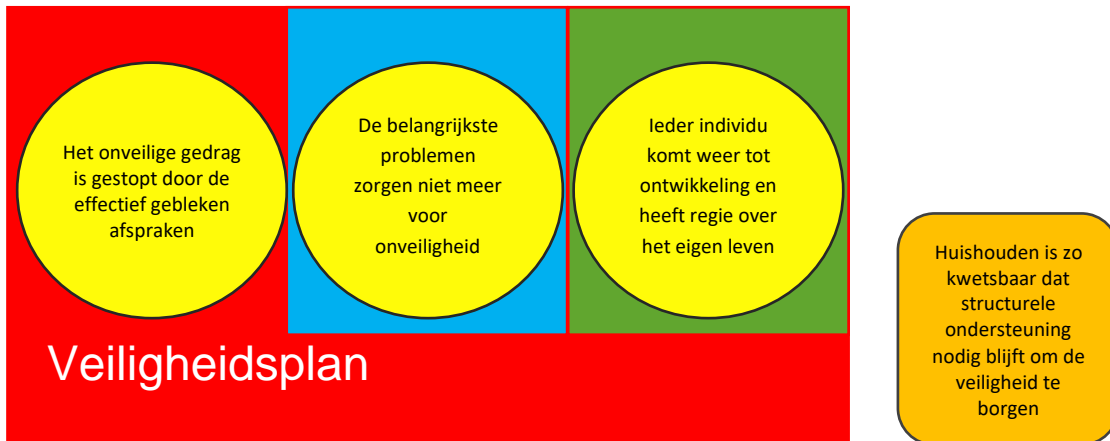 Het onveilige gedrag
is gestopt door de
effectief gebleken
afspraken
De belangrijkste
problemen
zorgen niet meer
voor
onveiligheid
Ieder individu
komt weer tot
ontwikkeling en
heeft regie over
het eigen leven
Veiligheidsplan
Huishouden is zo
kwetsbaar dat
structurele
ondersteuning
nodig blijft om de
veiligheid te
borgen